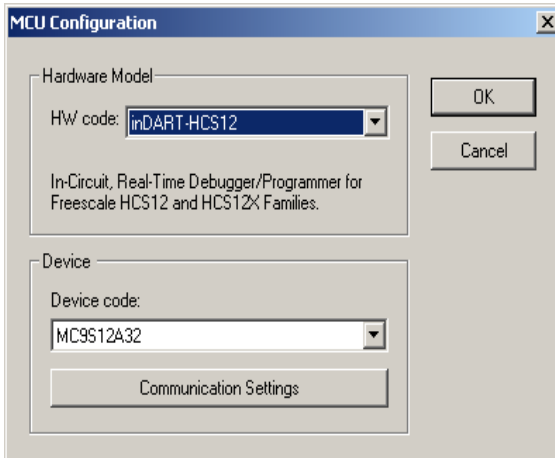 MCU Configuration
Hardware Model
HW code: inDART-HCS12
In-Circuit, Real-Time Debugger/Programmer for
Freescale HCS12 and HCS12X Families.
OK
Cancel
Device
Device code:
MC9S12A32
Communication Settings